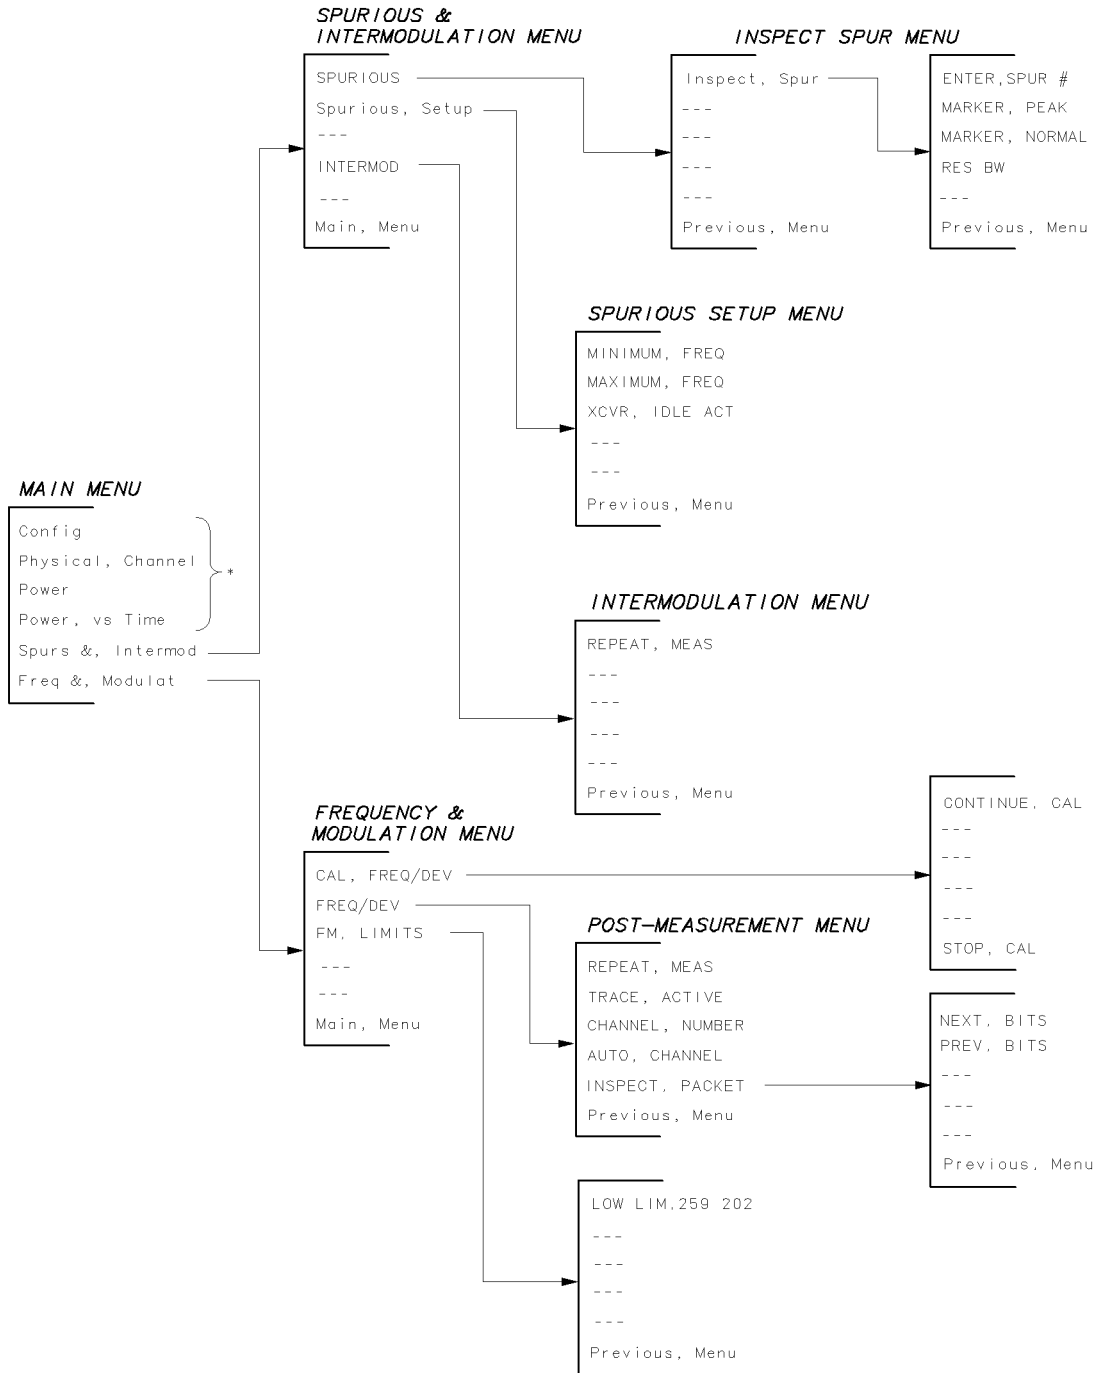 SPURIOUS &
INTERMODULATION MENU
SPURIOUS
Spurious, Setup
---
INTERMOD
---
Main, Menu
INSPECT SPUR MENU
Inspect, Spur
---
---
---
---
Previous, Menu
ENTER,SPUR #
MARKER, PEAK
MARKER, NORMAL
RES BW
---
Previous, Menu
SPURIOUS SETUP MENU
MINIMUM, FREQ
MAXIMUM, FREQ
XCVR, IDLE ACT
---
---
Previous, Menu
MAIN MENU
Config
Physical, Channel
Power
Power, vs Time
*
Spurs &, Intermod
Freq &, Modulat
INTERMODULATION MENU
REPEAT, MEAS
---
---
---
---
Previous, Menu
FREQUENCY &
MODULATION MENU
CAL, FREQ/DEV
FREQ/DEV
FM, LIMITS
---
---
Main, Menu
CONTINUE, CAL
---
---
---
---
STOP, CAL
POST-MEASUREMENT MENU
REPEAT, MEAS
TRACE, ACTIVE
CHANNEL, NUMBER
AUTO, CHANNEL
INSPECT, PACKET
Previous, Menu
NEXT, BITS
PREV, BITS
---
---
---
Previous, Menu
LOW LIM,259 202
---
---
---
---
Previous, Menu